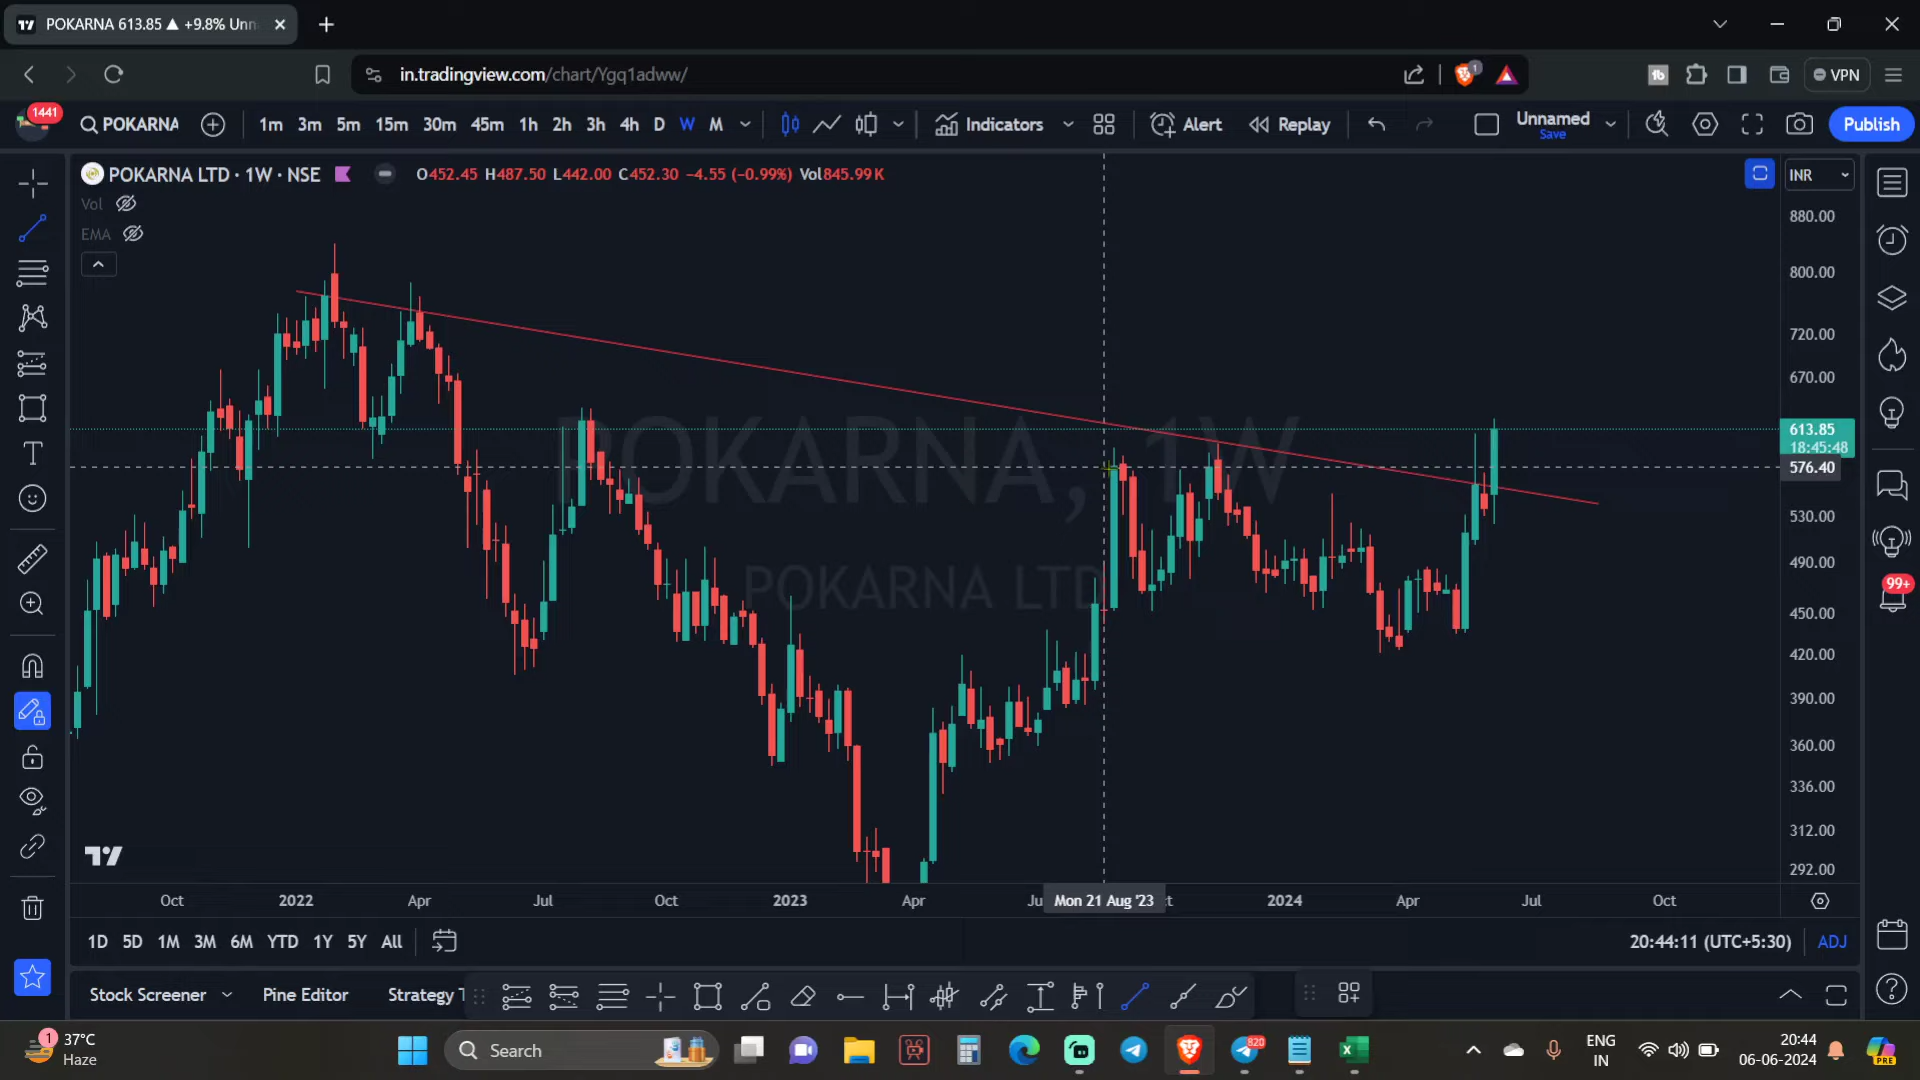 POKARNA 613.85 ▲ +9.8% Unn
in.tradingview.com/chart/Ygq1adww/
1
VPN
1441
POKARNA
1m 3m 5m 15m 30m 45m 1h 2h 3h 4h D W M
Indicators
Alert
Replay
Unnamed
Save
Publish
POKARNA LTD · 1W · NSE
O452.45 H487.50 L442.00 C452.30 −4.55 (−0.99%) Vol845.99K
INR
Vol
EMA
POKARNA, 1W
POKARNA LTD
880.00
800.00
720.00
670.00
613.85
18:45:48
576.40
530.00
490.00
450.00
420.00
390.00
360.00
336.00
312.00
292.00
99+
Oct 2022 Apr Jul Oct 2023 Apr Ju Mon 21 Aug '23 t 2024 Apr Jul Oct
1D 5D 1M 3M 6M YTD 1Y 5Y All
20:44:11 (UTC+5:30) ADJ
Stock Screener Pine Editor Strategy T
1
37°C
Haze
Search
820
PRE
ENG
IN
20:44
06-06-2024